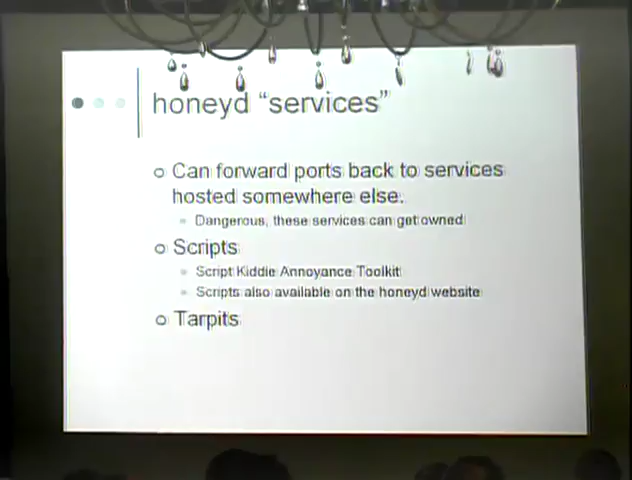 honeyd “services”
o Can forward ports back to services
hosted somewhere else.
Dangerous, these services can get owned
o Scripts
Script Kiddie Annoyance Toolkit
Scripts also available on the honeyd website
o Tarpits